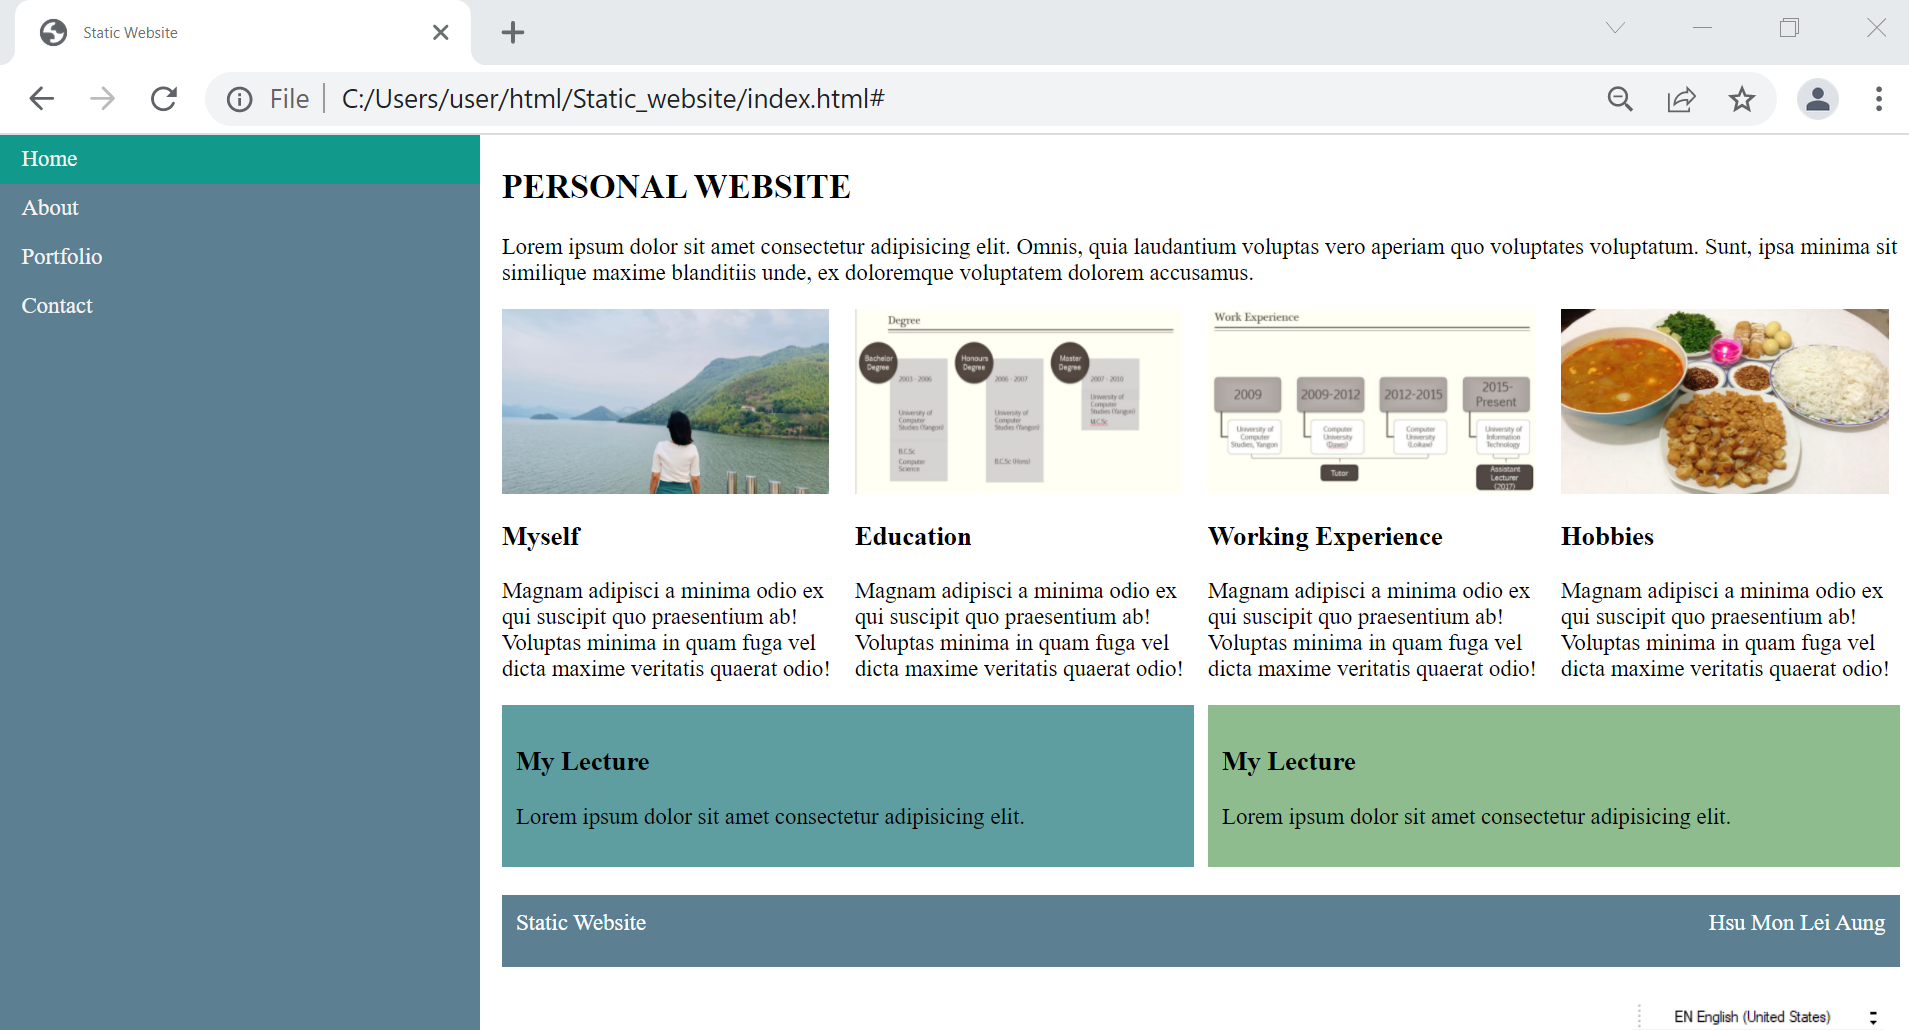 Static Website
File
C:/Users/user/html/Static_website/index.html#
Home
About
Portfolio
Contact
PERSONAL WEBSITE
Lorem ipsum dolor sit amet consectetur adipisicing elit. Omnis, quia laudantium voluptas vero aperiam quo voluptates voluptatum. Sunt, ipsa minima sit
similique maxime blanditiis unde, ex doloremque voluptatem dolorem accusamus.
Degree
Bachelor
Degree
2003 - 2006
University of
Computer
Studies (Yangon)
B.C.Sc
Computer
Science
Honours
Degree
2006 - 2007
University of
Computer
Studies (Yangon)
B.C.Sc (Hons)
Master
Degree
2007 - 2010
University of
Computer
Studies (Yangon)
M.C.Sc
Work Experience
2009
University of
Computer
Studies, Yangon
2009-2012
Computer
University
(Dawei)
2012-2015
Computer
University
(Loikaw)
2015-
Present
University of
Information
Technology
Tutor
Assistant
Lecturer
(2017)
Myself
Magnam adipisci a minima odio ex
qui suscipit quo praesentium ab!
Voluptas minima in quam fuga vel
dicta maxime veritatis quaerat odio!
Education
Magnam adipisci a minima odio ex
qui suscipit quo praesentium ab!
Voluptas minima in quam fuga vel
dicta maxime veritatis quaerat odio!
Working Experience
Magnam adipisci a minima odio ex
qui suscipit quo praesentium ab!
Voluptas minima in quam fuga vel
dicta maxime veritatis quaerat odio!
Hobbies
Magnam adipisci a minima odio ex
qui suscipit quo praesentium ab!
Voluptas minima in quam fuga vel
dicta maxime veritatis quaerat odio!
My Lecture
Lorem ipsum dolor sit amet consectetur adipisicing elit.
My Lecture
Lorem ipsum dolor sit amet consectetur adipisicing elit.
Static Website
Hsu Mon Lei Aung
EN English (United States)